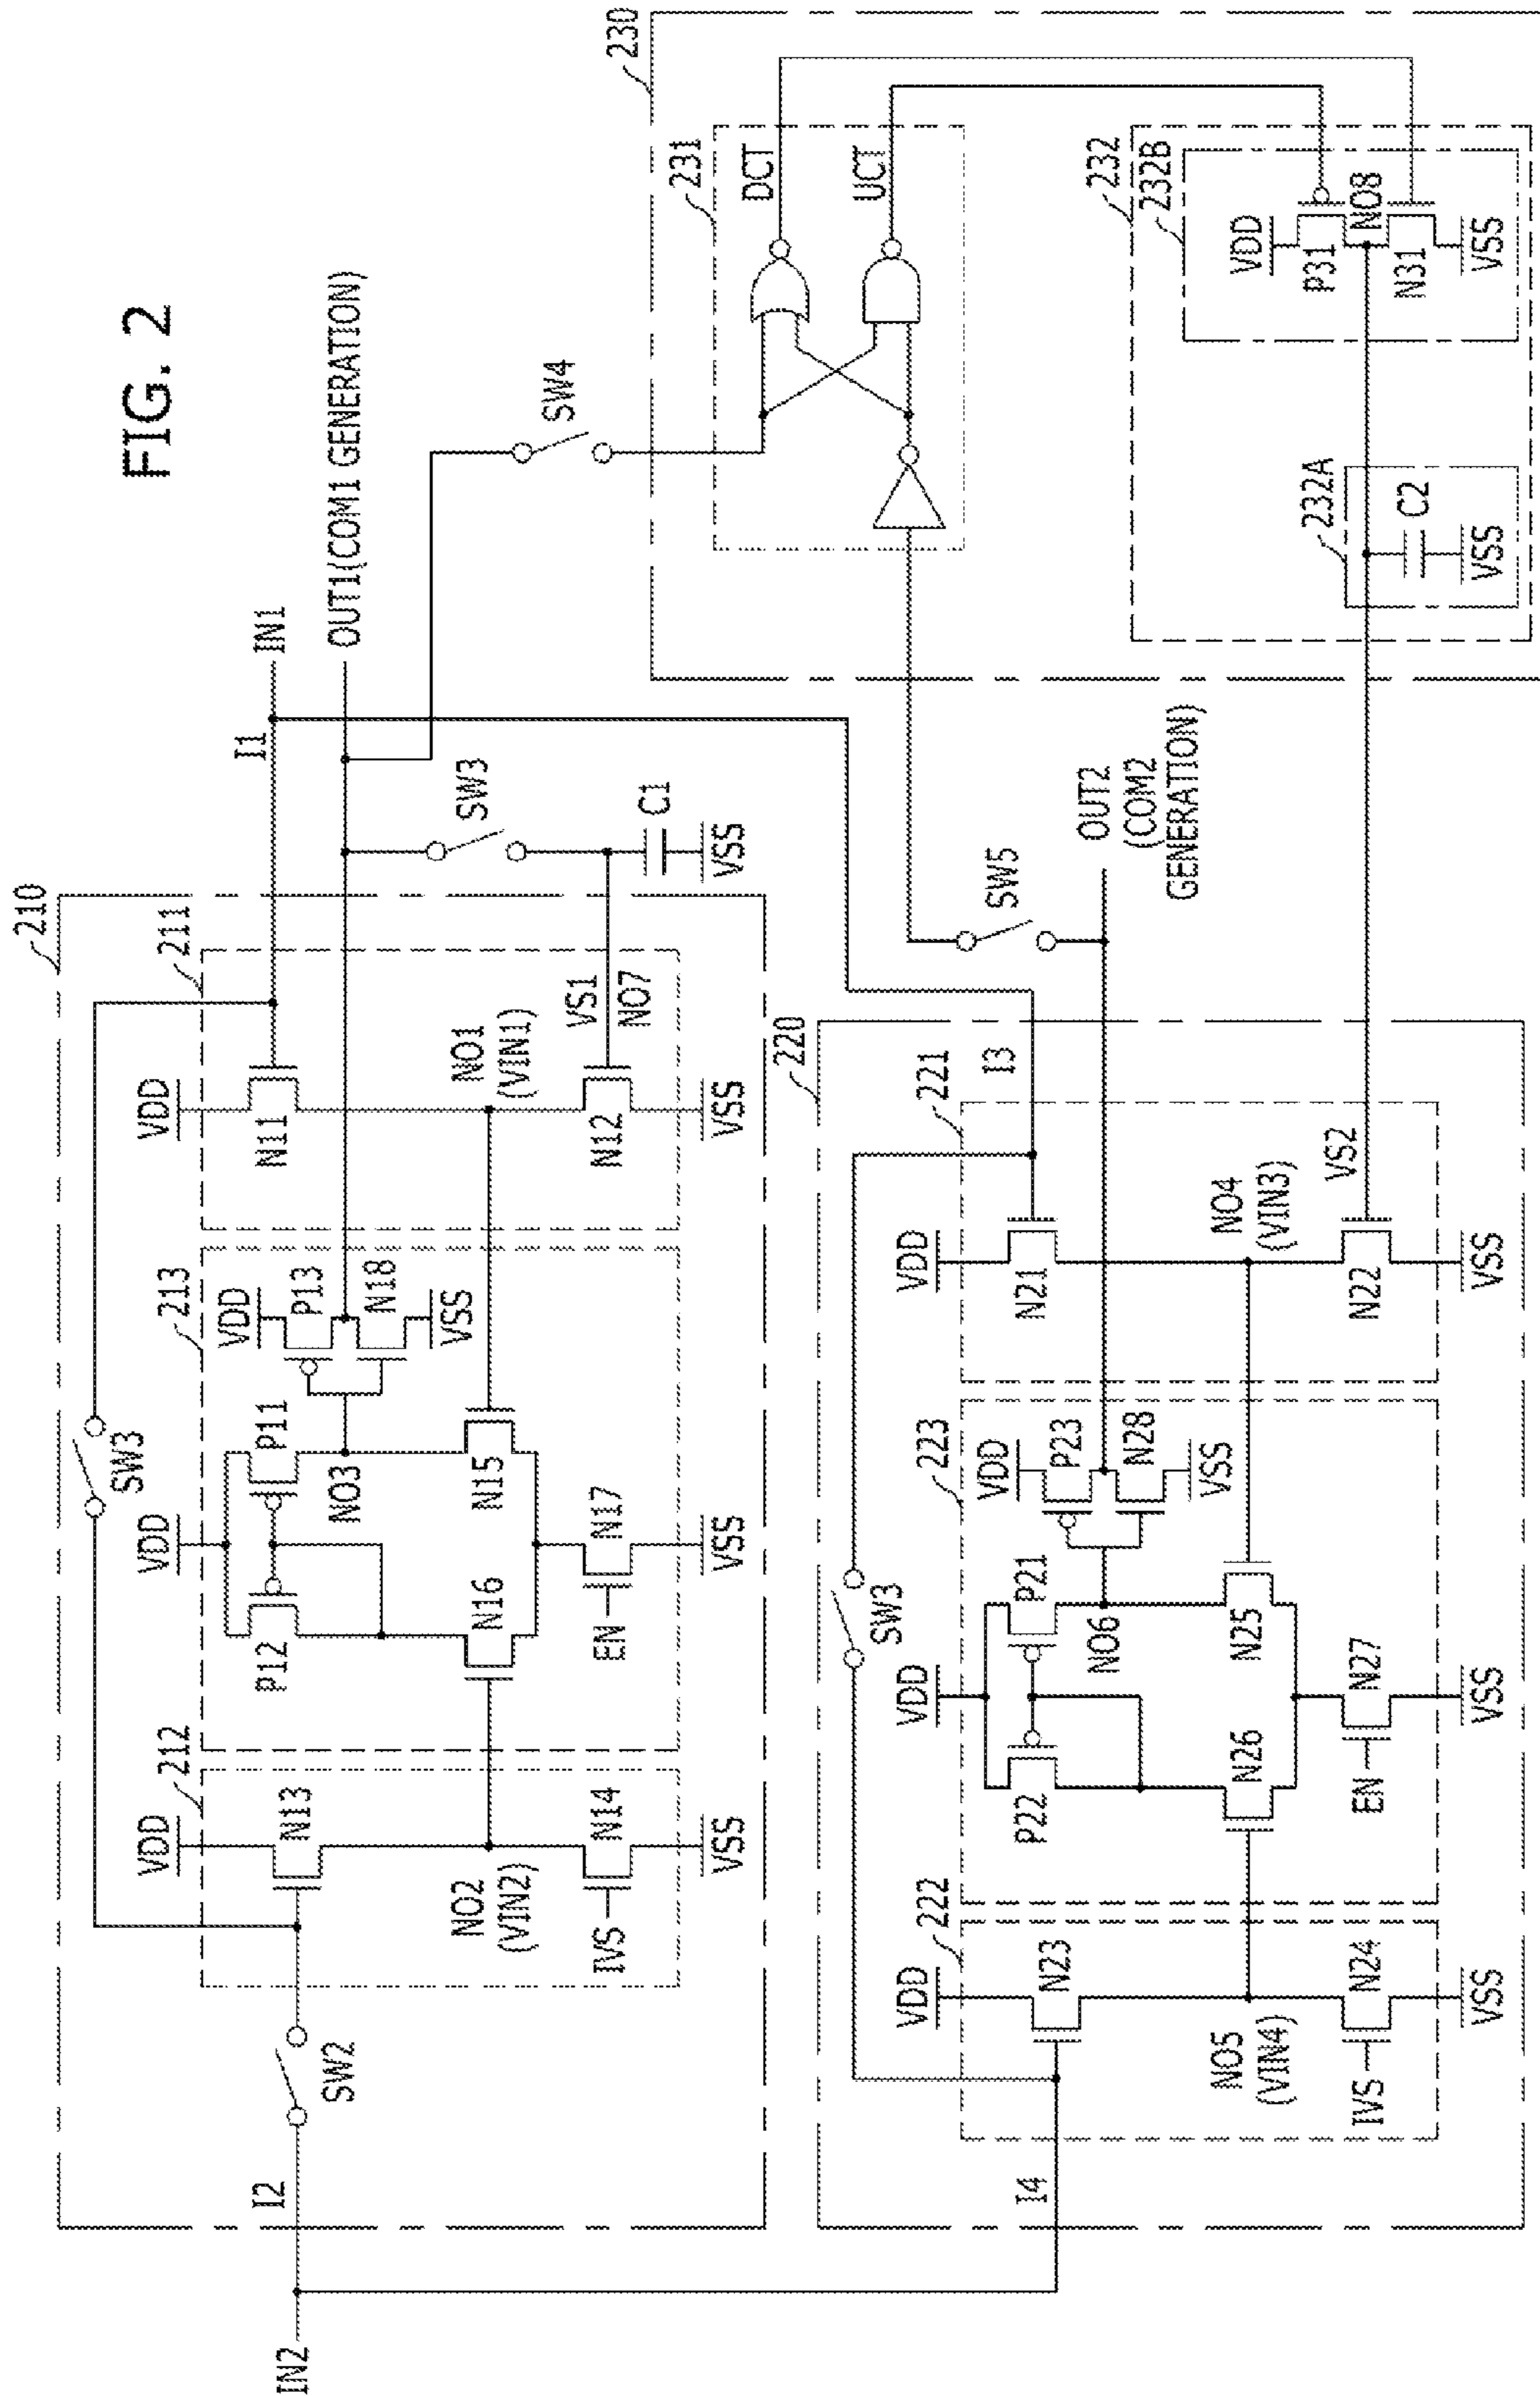 FIG. 2
210
IN2
I2
SW2
SW3
I1
IN1
OUT1(COM1 GENERATION)
212
VDD
N13
NO2
(VIN2)
IVS
N14
VSS
213
VDD
P12
P11
NO3
VDD
P13
N18
VSS
N16
N15
EN
N17
VSS
211
VDD
N11
NO1
(VIN1)
VS1
NO7
N12
VSS
SW3
C1
VSS
SW4
220
I4
SW3
I3
222
VDD
N23
NO5
(VIN4)
IVS
N24
VSS
223
VDD
P22
P21
NO6
VDD
P23
N28
VSS
N26
N25
EN
N27
VSS
221
VDD
N21
NO4
(VIN3)
VS2
N22
VSS
SW5
OUT2
(COM2
GENERATION)
230
231
DCT
UCT
232
232A
C2
VSS
232B
VDD
P31
NO8
N31
VSS